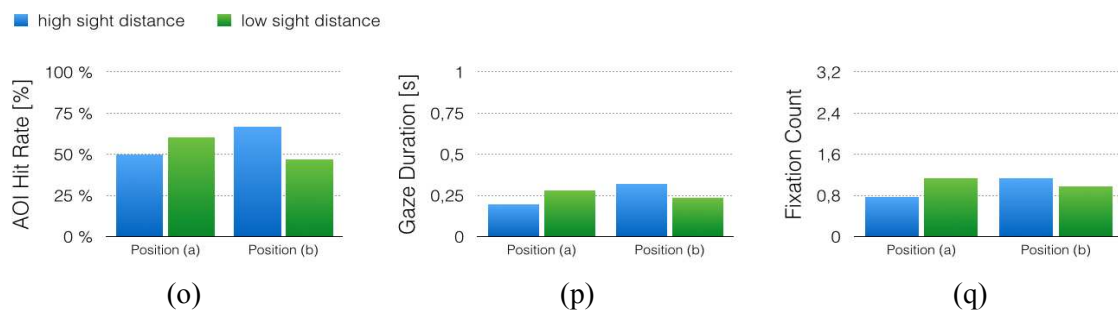 high sight distance low sight distance
AOI Hit Rate [%]
100 %
75 %
50 %
25 %
0 %
Position (a) Position (b)
(o)
Gaze Duration [s]
1
0,75
0,5
0,25
0
Position (a) Position (b)
(p)
Fixation Count
3,2
2,4
1,6
0,8
0
Position (a) Position (b)
(q)